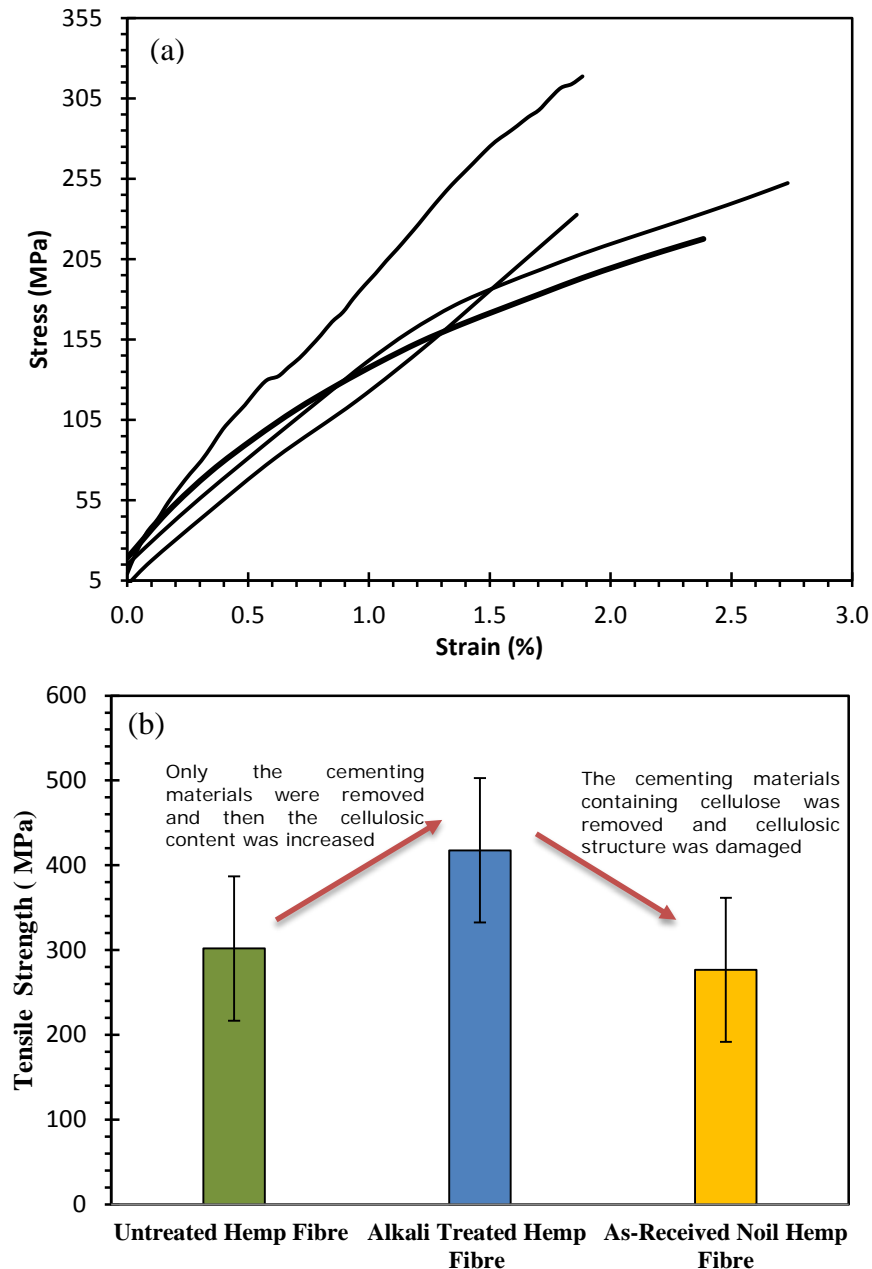 (a)
355
305
255
205
155
105
55
5
Stress (MPa)
0.0 0.5 1.0 1.5 2.0 2.5 3.0
Strain (%)
(b)
600
500
400
300
200
100
0
Tensile Strength ( MPa)
Only the cementing
materials were removed
and then the cellulosic
content was increased
The cementing materials
containing cellulose was
removed and cellulosic
structure was damaged
Untreated Hemp Fibre
Alkali Treated Hemp
Fibre
As-Received Noil Hemp
Fibre